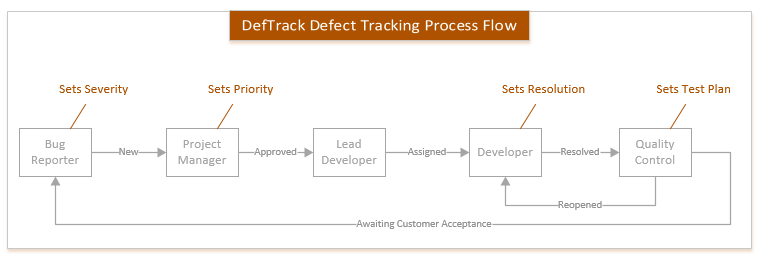 DefTrack Defect Tracking Process Flow
Sets Severity
Sets Priority
Sets Resolution
Sets Test Plan
Bug
Reporter
New
Project
Manager
Approved
Lead
Developer
Assigned
Developer
Resolved
Quality
Control
Reopened
Awaiting Customer Acceptance